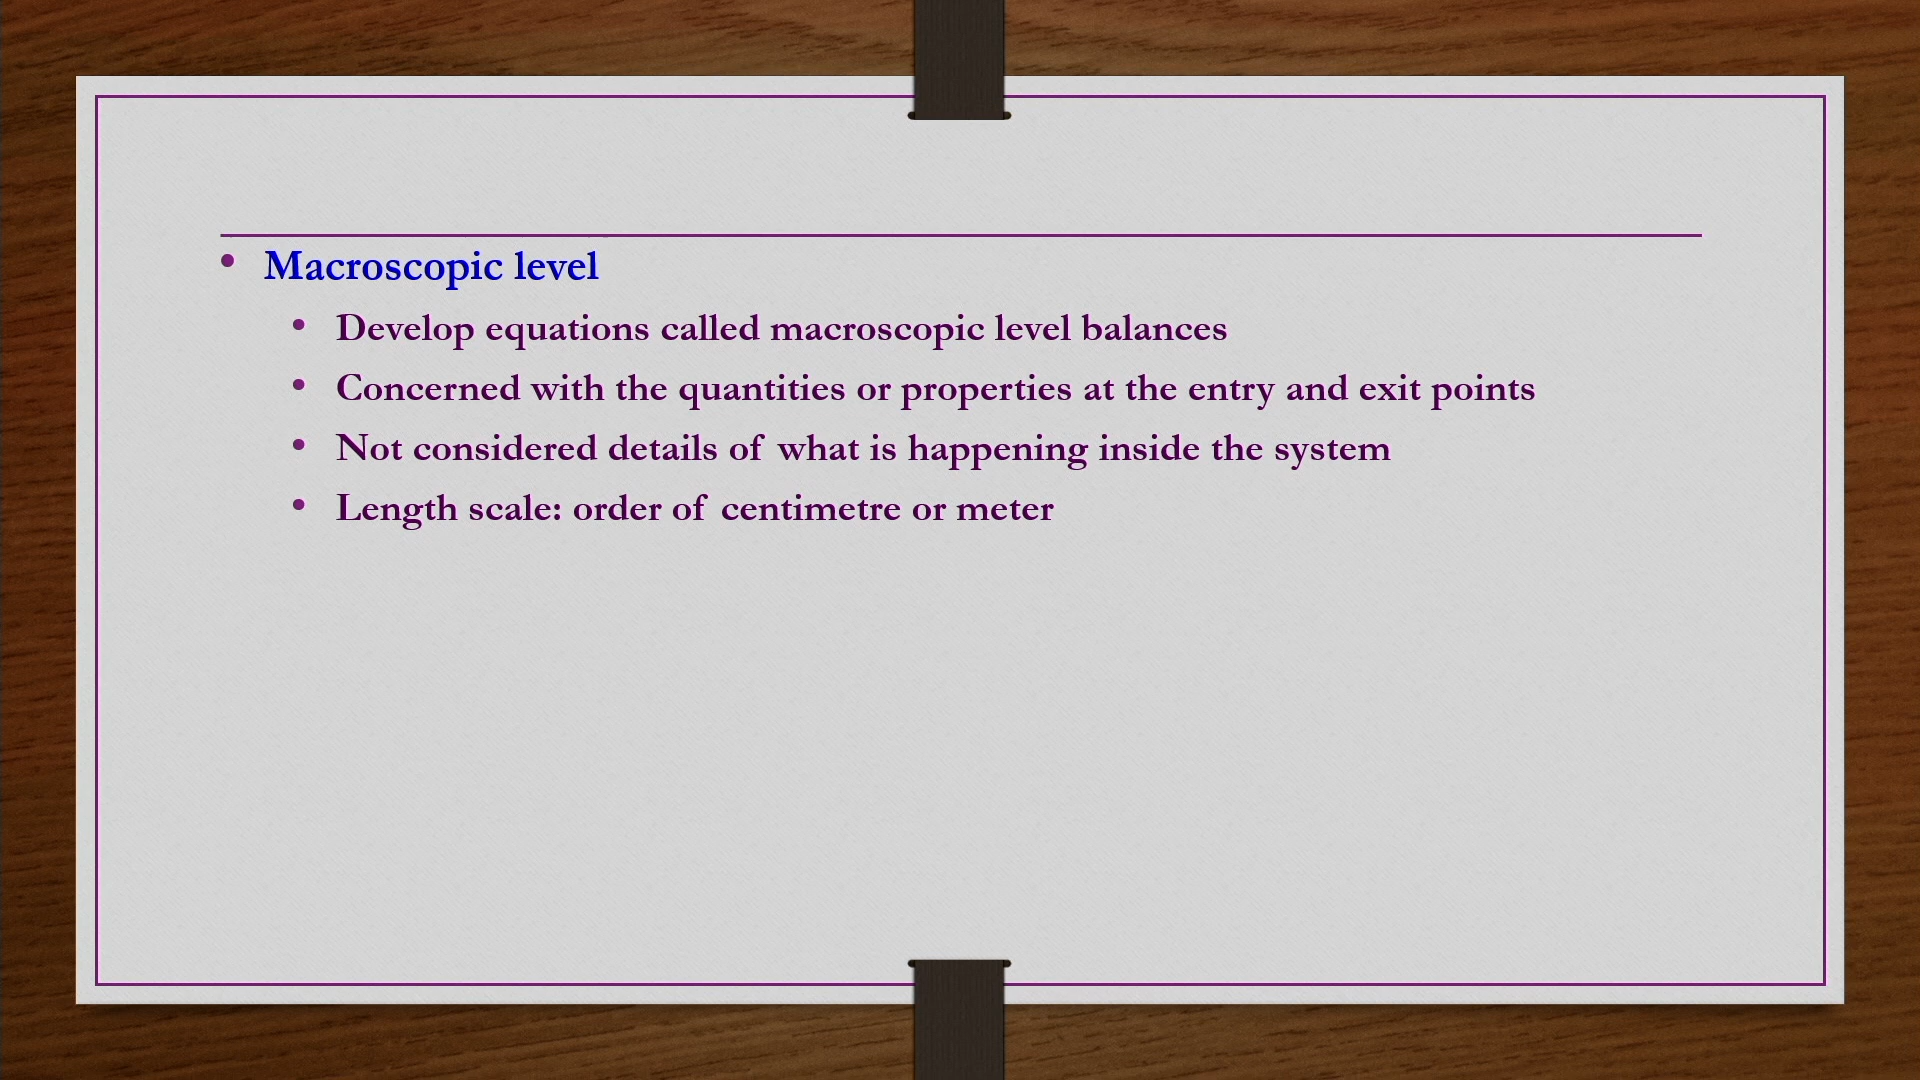 • Macroscopic level
• Develop equations called macroscopic level balances
• Concerned with the quantities or properties at the entry and exit points
• Not considered details of what is happening inside the system
• Length scale: order of centimetre or meter